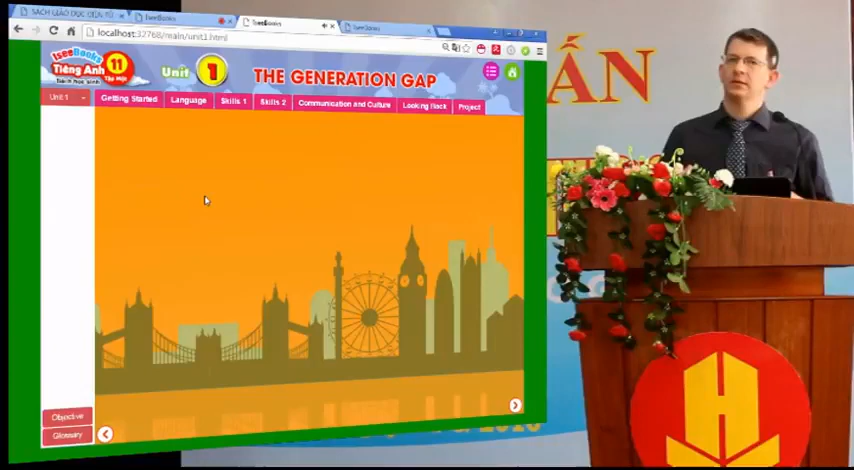 SÁCH GIÁO DỤC ĐIỆN TỬ
IseeBooks
IseeBooks
IseeBooks
localhost:32768/main/unit1.html
IseeBooks
Tiếng Anh 11
Tập Một
Unit 1
THE GENERATION GAP
Unit 1
Getting Started
Language
Skills 1
Skills 2
Communication and Culture
Looking Back
Project
Objective
Glossary
ẤN
H